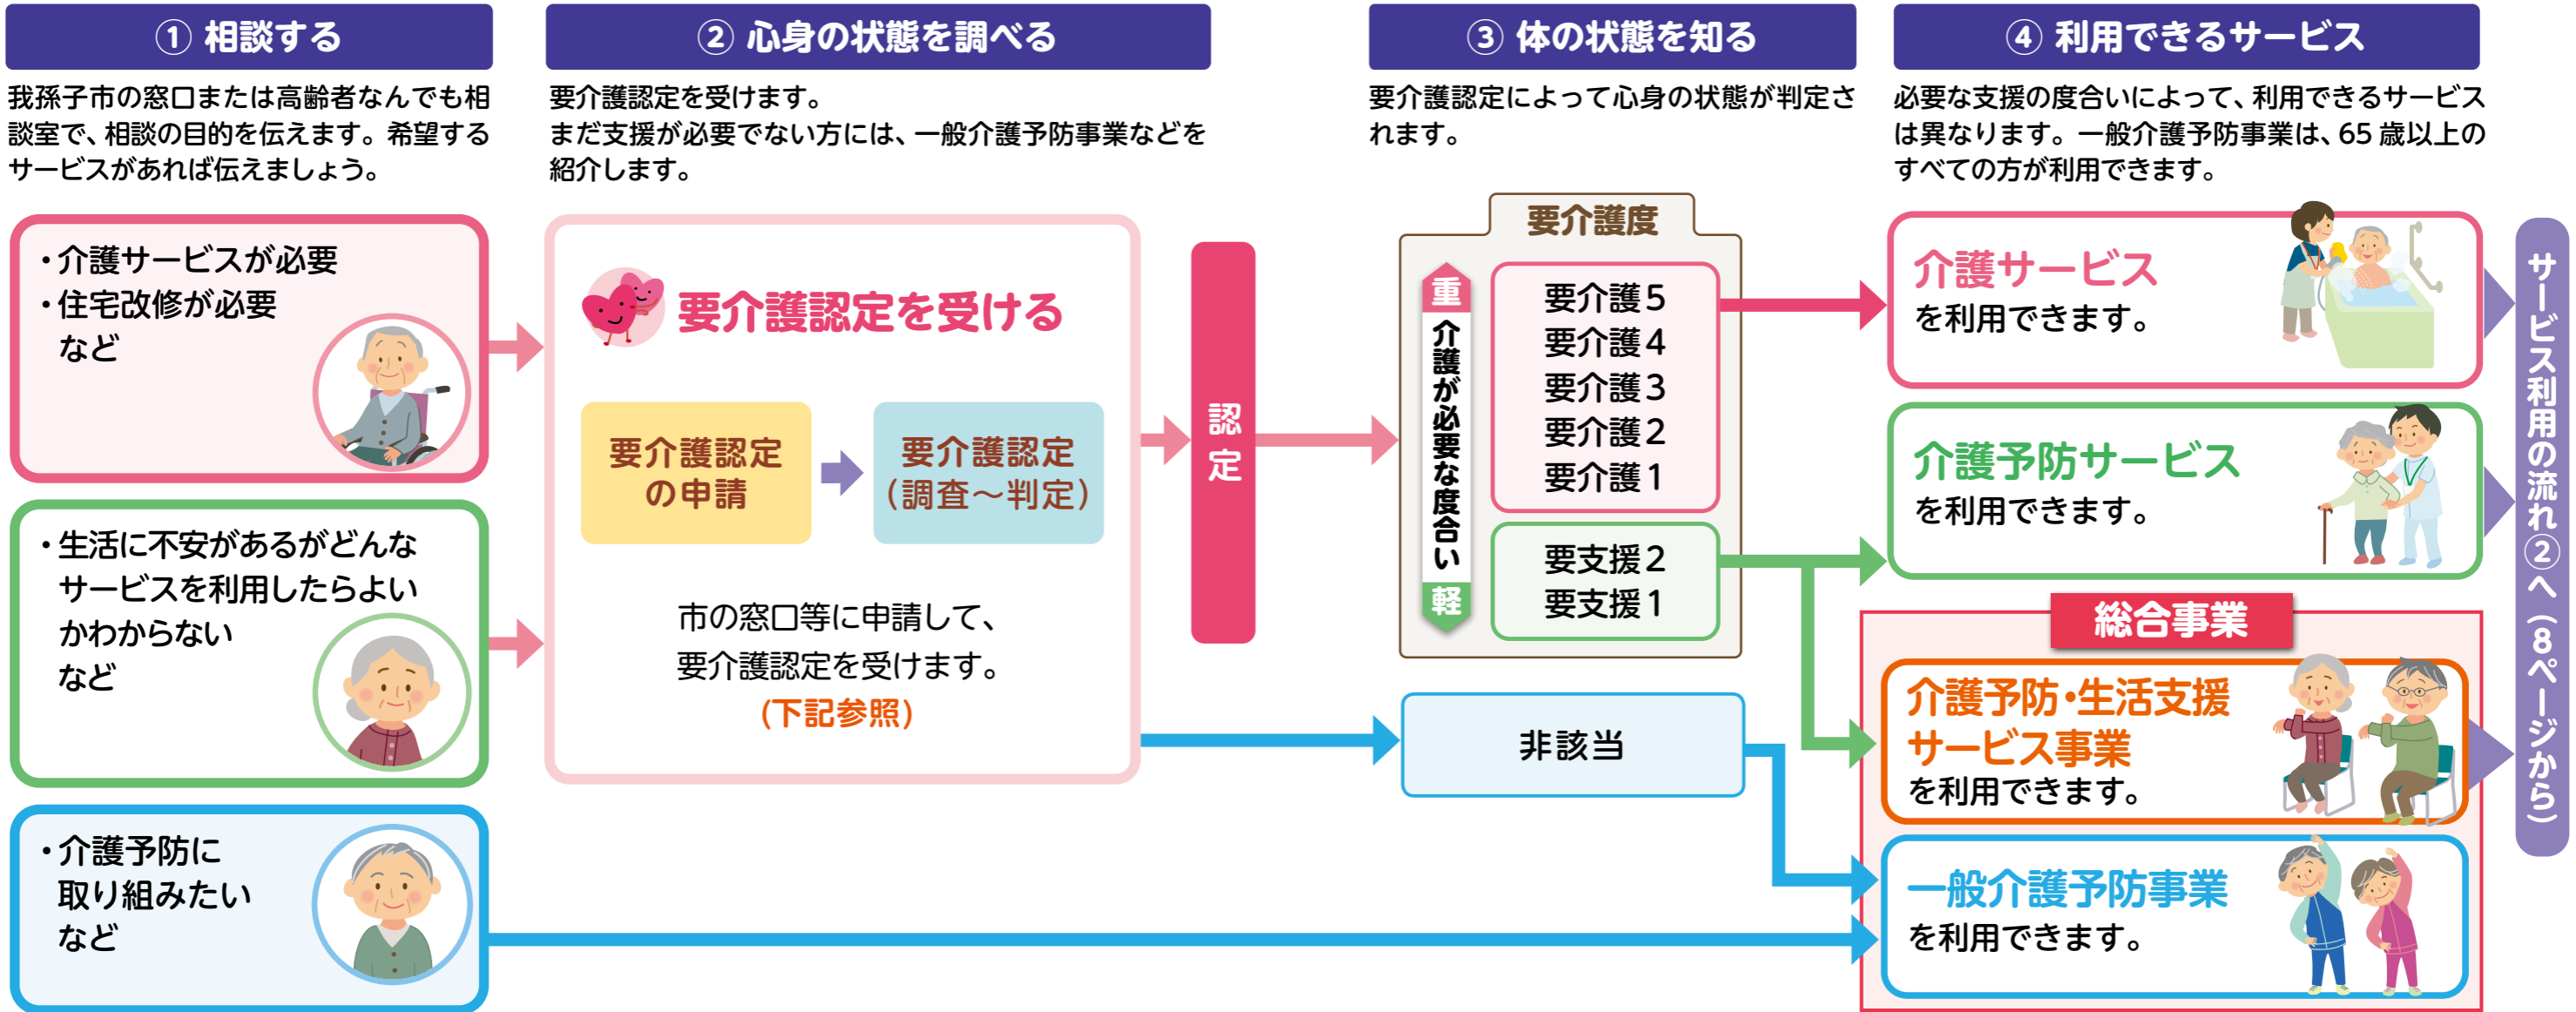 ① 相談する
我孫子市の窓口または高齢者なんでも相
談室で、相談の目的を伝えます。希望する
サービスがあれば伝えましょう。
・介護サービスが必要
・住宅改修が必要
など
・生活に不安があるがどんな
サービスを利用したらよい
かわからない
など
・介護予防に
取り組みたい
など
② 心身の状態を調べる
要介護認定を受けます。
まだ支援が必要でない方には、一般介護予防事業などを
紹介します。
要介護認定を受ける
要介護認定
の申請
要介護認定
（調査～判定）
市の窓口等に申請して、
要介護認定を受けます。
(下記参照)
認定
③ 体の状態を知る
要介護認定によって心身の状態が判定さ
れます。
要介護度
重
介護が必要な度合い
軽
要介護5
要介護4
要介護3
要介護2
要介護1
要支援2
要支援1
非該当
④ 利用できるサービス
必要な支援の度合いによって、利用できるサービス
は異なります。一般介護予防事業は、65 歳以上の
すべての方が利用できます。
介護サービス
を利用できます。
介護予防サービス
を利用できます。
総合事業
介護予防・生活支援
サービス事業
を利用できます。
一般介護予防事業
を利用できます。
サービス利用の流れ②へ（8ページから）